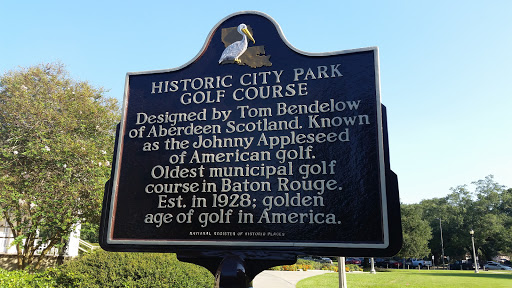 HISTORIC CITY PARK
GOLF COURSE
Designed by Tom Bendelow
of Aberdeen Scotland. Known
as the Johnny Appleseed
of American golf.
Oldest municipal golf
course in Baton Rouge.
Est. in 1928; golden
age of golf in America.
NATIONAL REGISTER OF HISTORIC PLACES